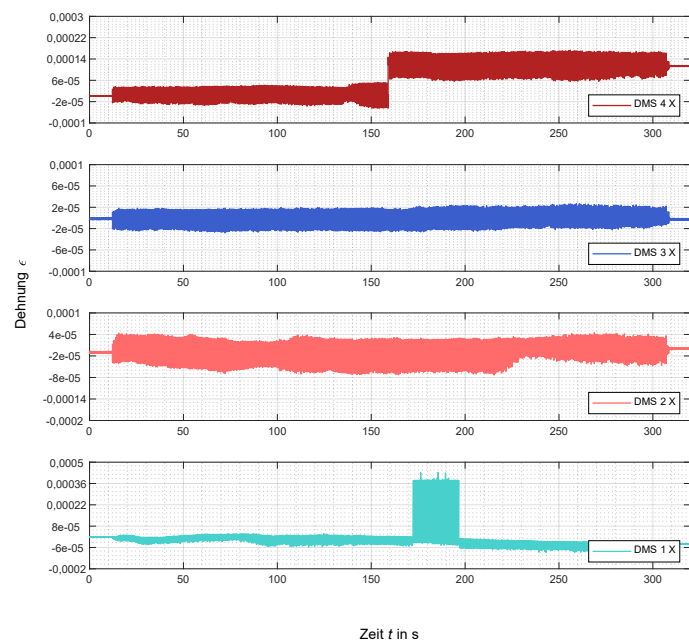 0,0003
0,00022
0,00014
6e-05
-2e-05
-0,0001
0 50 100 150 200 250 300
DMS 4 X
0,0001
6e-05
2e-05
-2e-05
-6e-05
-0,0001
0 50 100 150 200 250 300
DMS 3 X
Dehnung ϵ
0,0001
4e-05
-2e-05
-8e-05
-0,00014
-0,0002
0 50 100 150 200 250 300
DMS 2 X
0,0005
0,00036
0,00022
8e-05
-6e-05
-0,0002
0 50 100 150 200 250 300
DMS 1 X
Zeit t in s